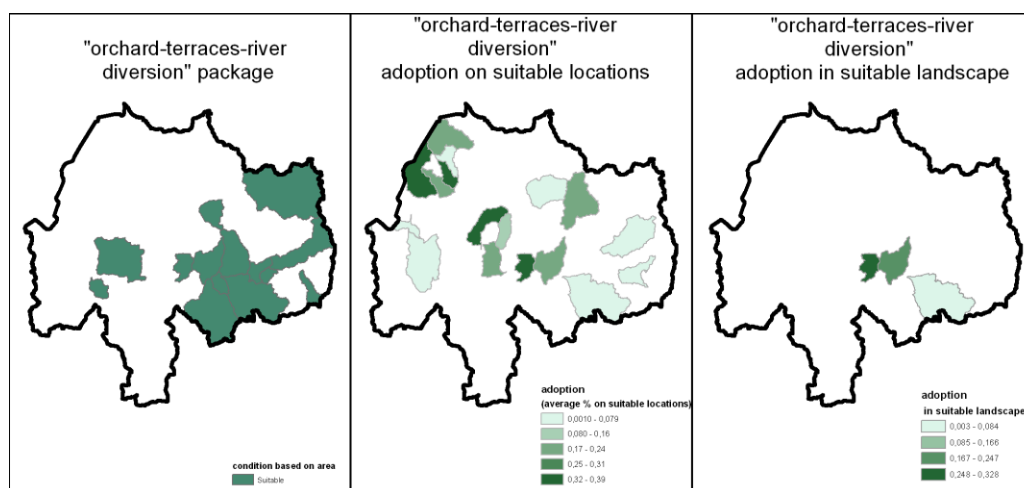 "orchard-terraces-river
diversion" package
condition based on area
Suitable
"orchard-terraces-river
diversion"
adoption on suitable locations
adoption
(average % on suitable locations)
0,0010 - 0,079
0,080 - 0,16
0,17 - 0,24
0,25 - 0,31
0,32 - 0,39
"orchard-terraces-river
diversion"
adoption in suitable landscape
adoption
in suitable landscape
0,003 - 0,084
0,085 - 0,166
0,167 - 0,247
0,248 - 0,328